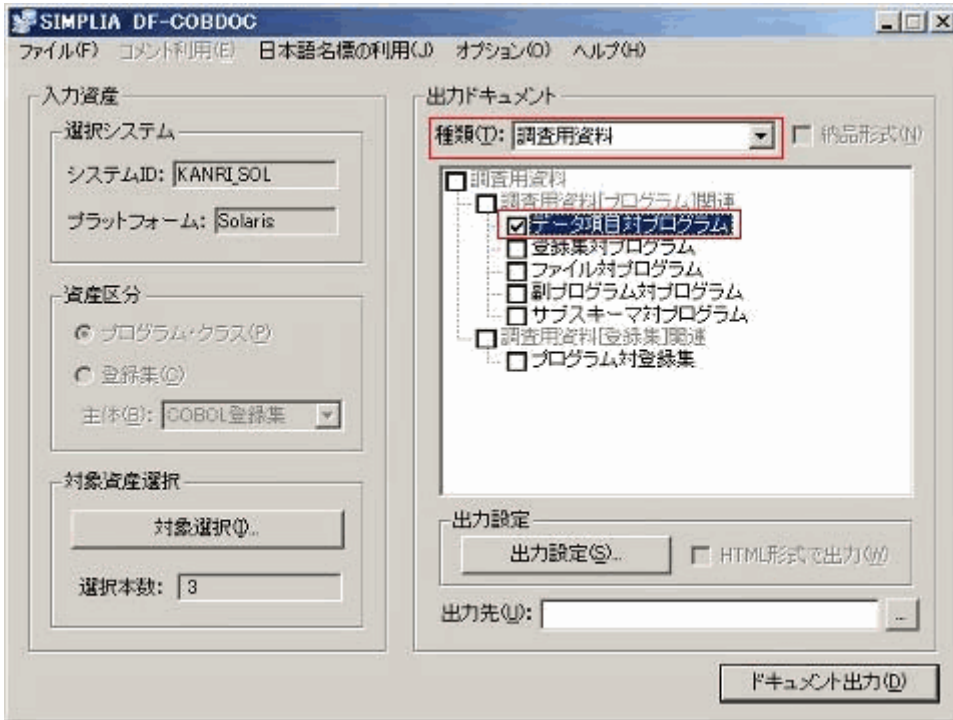 SIMPLIA DF-COBDOC
ファイル(F) コメント利用(E) 日本語名標の利用(J) オプション(O) ヘルプ(H)
入力資産
選択システム
システムID: KANRI_SOL
プラットフォーム: Solaris
資産区分
プログラム・クラス(P)
登録集(C)
主体(B): COBOL登録集
対象資産選択
対象選択(I)...
選択本数: 3
出力ドキュメント
種類(T): 調査用資料
納品形式(N)
調査用資料
調査用資料[プログラム]関連
データ項目対プログラム
登録集対プログラム
ファイル対プログラム
副プログラム対プログラム
サブスキーマ対プログラム
調査用資料[登録集]関連
プログラム対登録集
出力設定
出力設定(S)...
HTML形式で出力(W)
出力先(U): ...
ドキュメント出力(D)